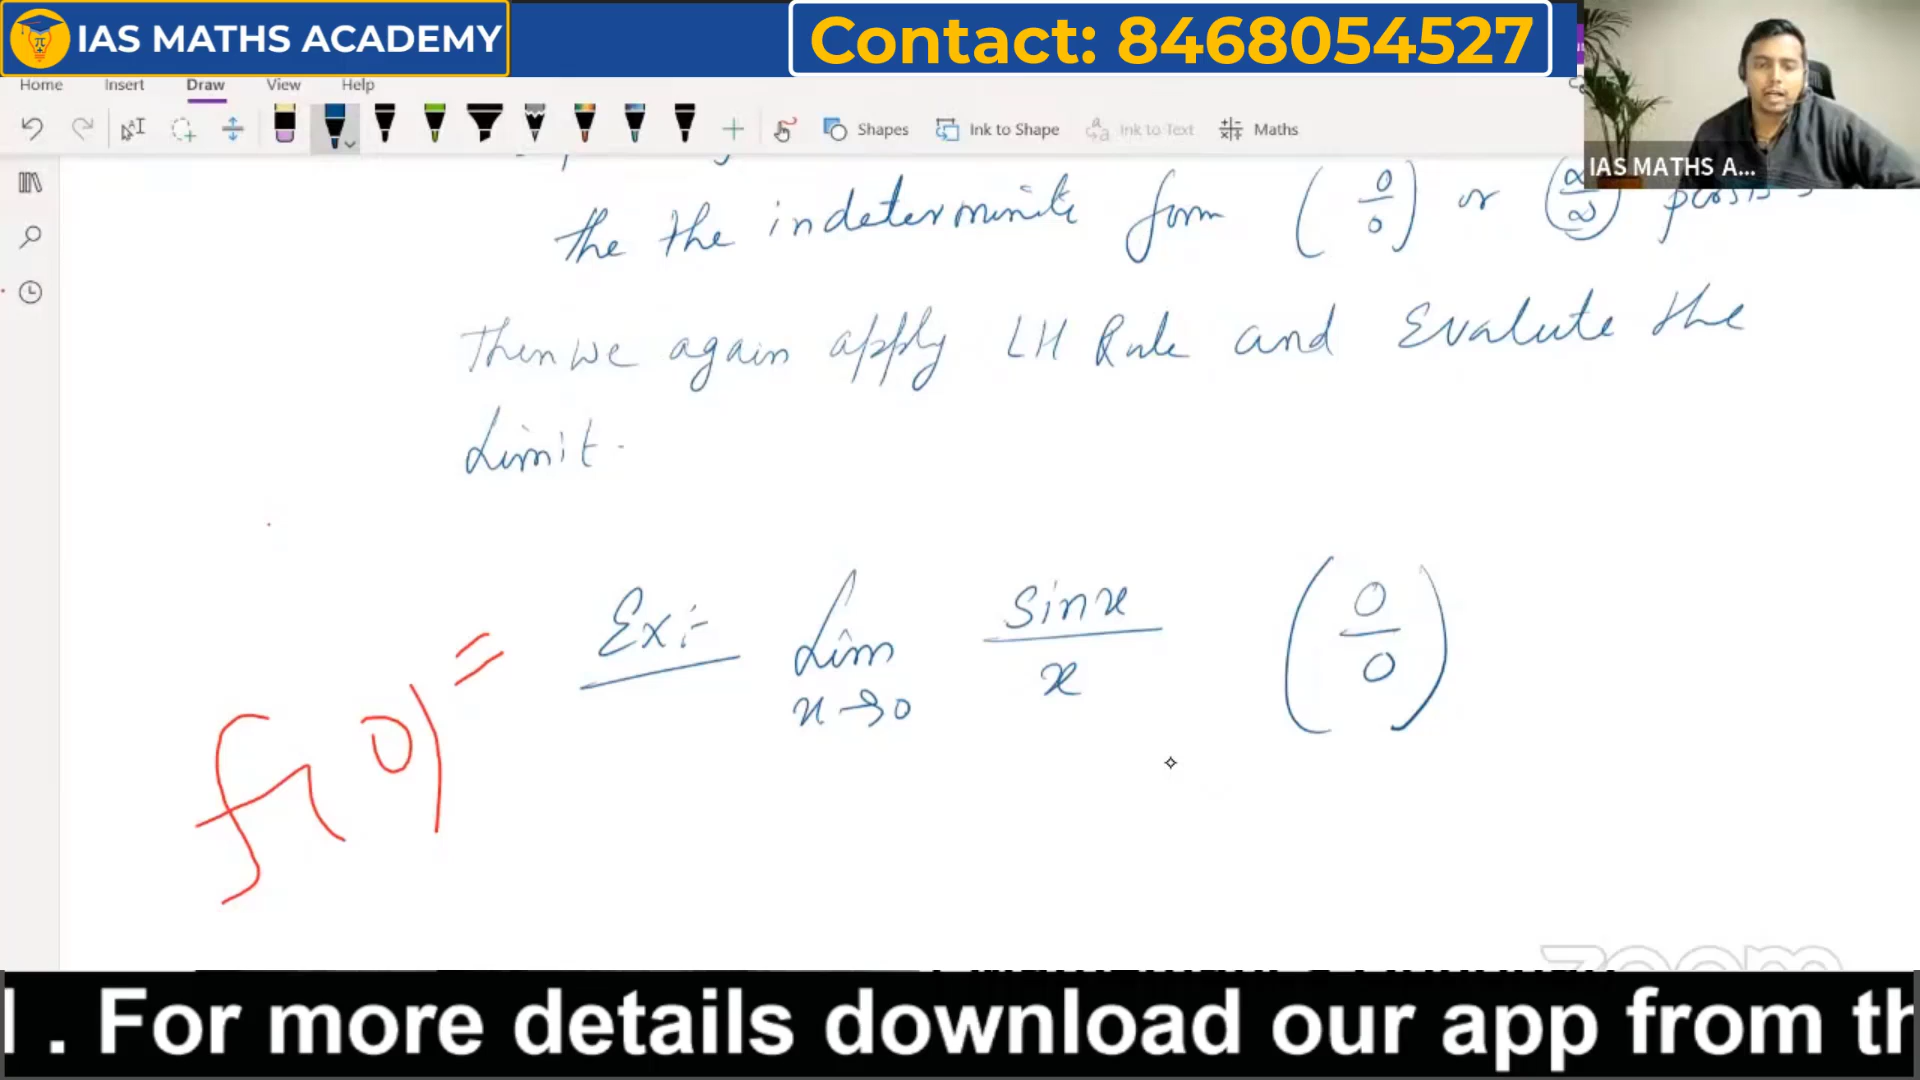 IAS MATHS ACADEMY
Contact: 8468054527
Home Insert Draw View Help
Shapes Ink to Shape Ink to Text Maths
IAS MATHS A...
the the indeterminite form (0/0) or (∞/∞)
Then we again apply LH Rule and Evalute the
Limit.
Ex:- Lim x→0 sinx/x (0/0)
f(0) =
zoom
. For more details download our app from th